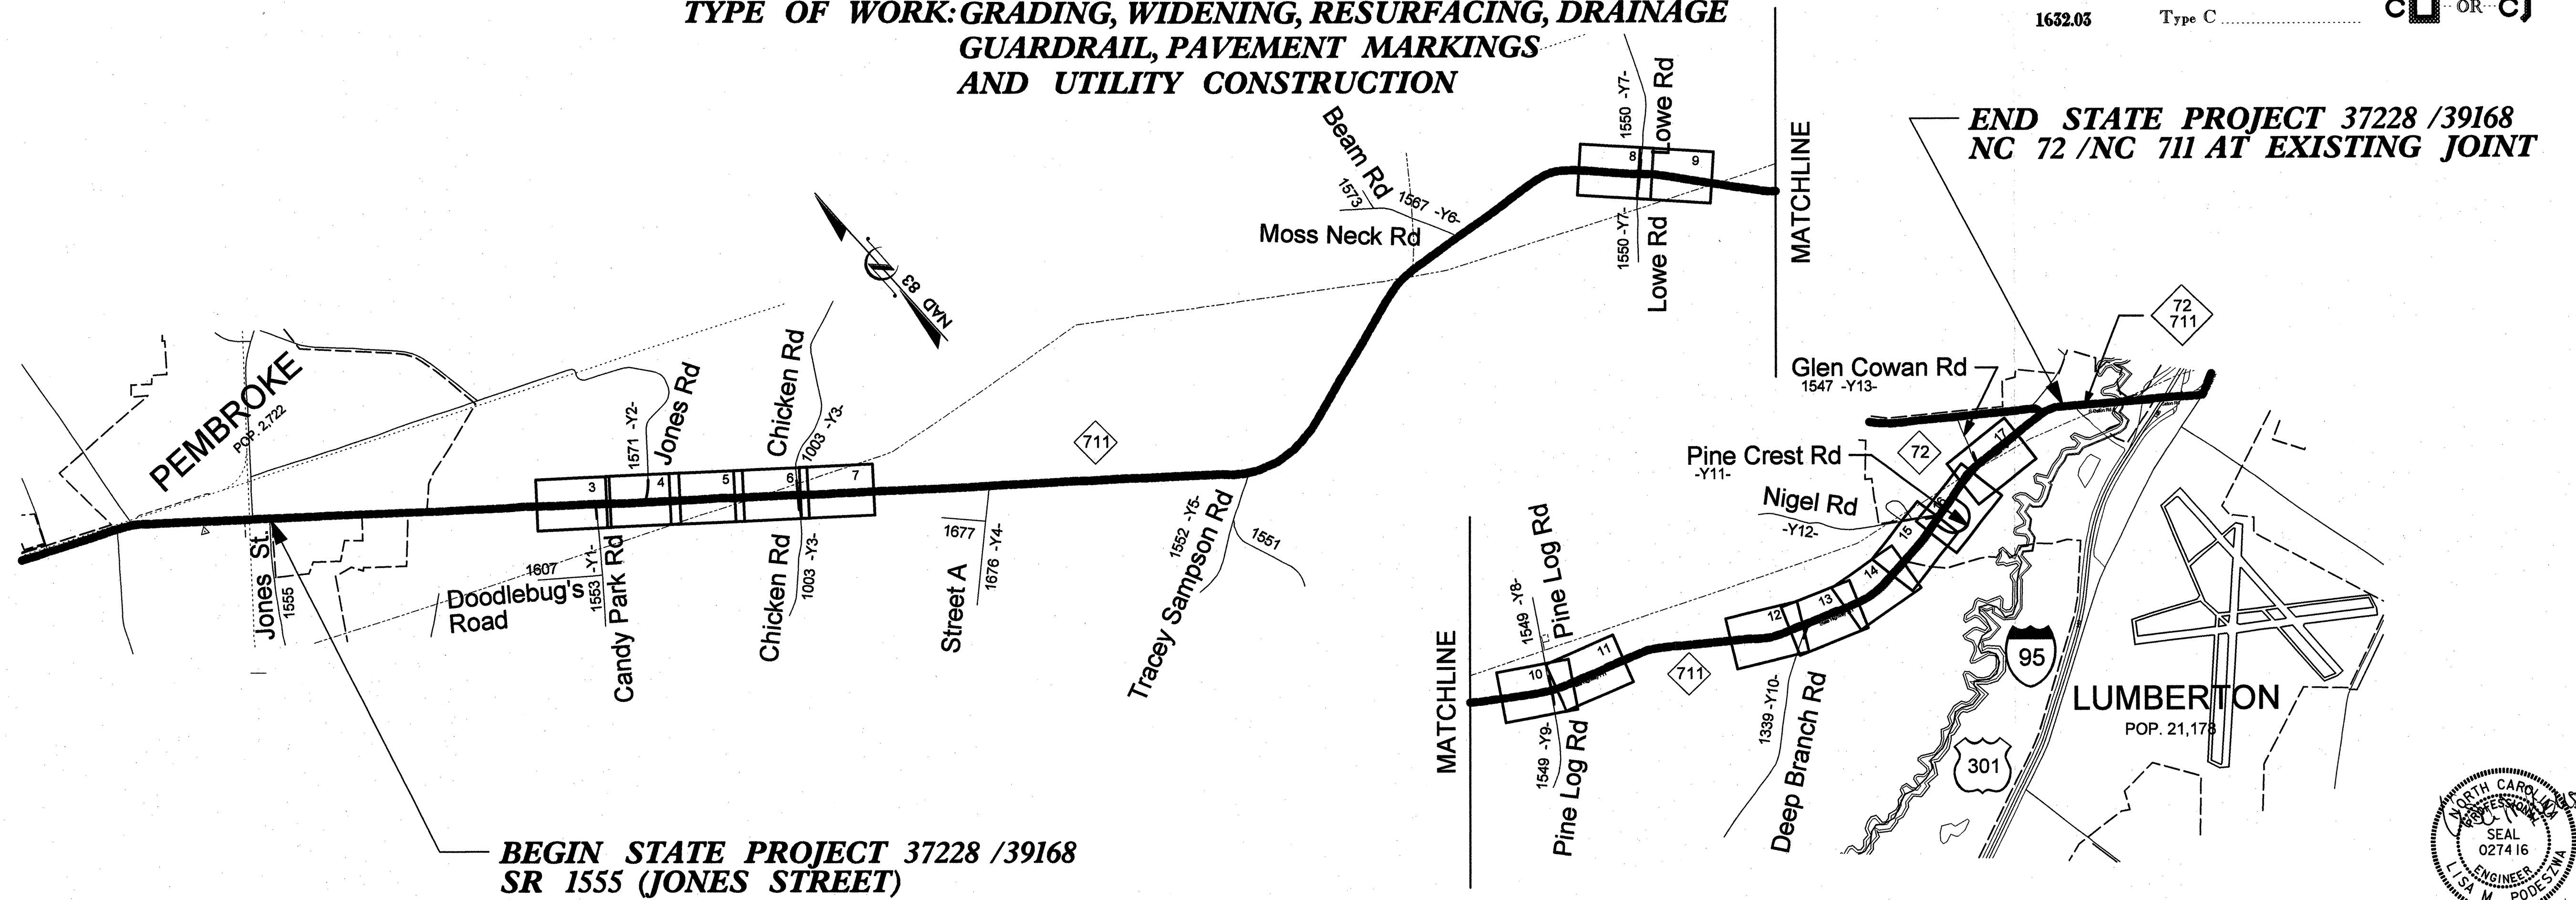 TYPE OF WORK: GRADING, WIDENING, RESURFACING, DRAINAGE
GUARDRAIL, PAVEMENT MARKINGS
AND UTILITY CONSTRUCTION
1632.03
Type C
C OR C
END STATE PROJECT 37228 /39168
NC 72 /NC 711 AT EXISTING JOINT
BEGIN STATE PROJECT 37228 /39168
SR 1555 (JONES STREET)
PEMBROKE
POP. 2,722
Jones St.
1555
Doodlebug's
Road
1607
1553 -Y1-
Candy Park Rd
1571 -Y2-
Jones Rd
3
4
5
6
7
Chicken Rd
1003 -Y3-
Chicken Rd
1003 -Y3-
NAD 83
N
711
1677
Street A
1676 -Y4-
1552 -Y5-
Tracey Sampson Rd
1551
Beam Rd
1573
1567 -Y6-
Moss Neck Rd
1550 -Y7-
Lowe Rd
8
9
1550 -Y7-
Lowe Rd
MATCHLINE
MATCHLINE
1549 -Y8-
Pine Log Rd
10
11
1549 -Y9-
Pine Log Rd
711
12
13
14
15
16
17
1339 -Y10-
Deep Branch Rd
Pine Crest Rd
-Y11-
Nigel Rd
-Y12-
Glen Cowan Rd
1547 -Y13-
72
72
711
95
301
LUMBERTON
POP. 21,178
NORTH CAROLINA
PROFESSIONAL
SEAL
027416
ENGINEER
LISA M. PODESZWA